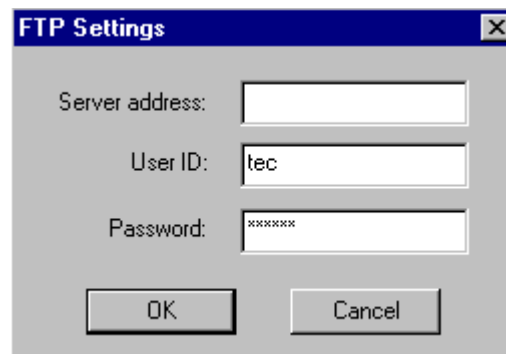 FTP Settings
Server address:
User ID: tec
Password: ******
OK Cancel